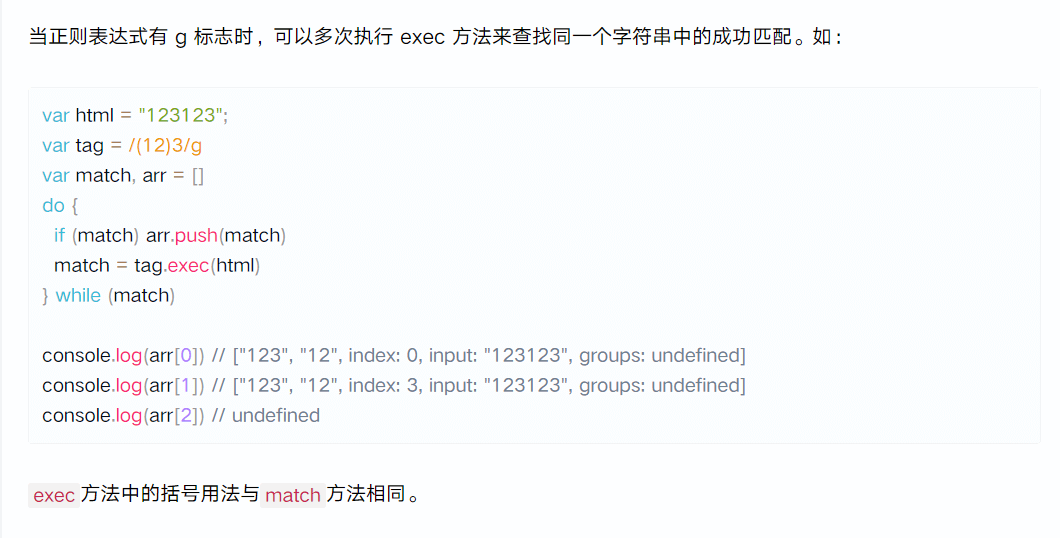 当正则表达式有 g 标志时，可以多次执行 exec 方法来查找同一个字符串中的成功匹配。如：
var html = "123123";
var tag = /(12)3/g
var match, arr = []
do {
  if (match) arr.push(match)
  match = tag.exec(html)
} while (match)
console.log(arr[0]) // ["123", "12", index: 0, input: "123123", groups: undefined]
console.log(arr[1]) // ["123", "12", index: 3, input: "123123", groups: undefined]
console.log(arr[2]) // undefined
exec 方法中的括号用法与 match 方法相同。